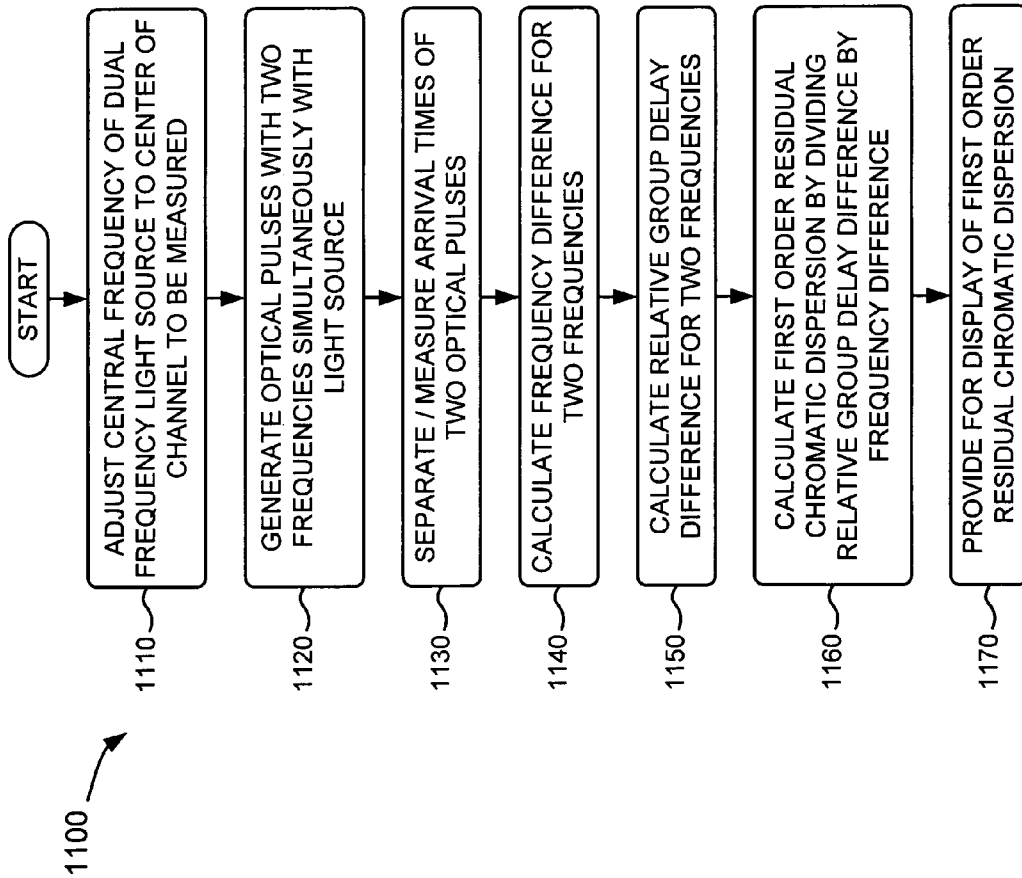 1100
START
1110
ADJUST CENTRAL FREQUENCY OF DUAL
FREQUENCY LIGHT SOURCE TO CENTER OF
CHANNEL TO BE MEASURED
1120
GENERATE OPTICAL PULSES WITH TWO
FREQUENCIES SIMULTANEOUSLY WITH
LIGHT SOURCE
1130
SEPARATE / MEASURE ARRIVAL TIMES OF
TWO OPTICAL PULSES
1140
CALCULATE FREQUENCY DIFFERENCE FOR
TWO FREQUENCIES
1150
CALCULATE RELATIVE GROUP DELAY
DIFFERENCE FOR TWO FREQUENCIES
1160
CALCULATE FIRST ORDER RESIDUAL
CHROMATIC DISPERSION BY DIVIDING
RELATIVE GROUP DELAY DIFFERENCE BY
FREQUENCY DIFFERENCE
1170
PROVIDE FOR DISPLAY OF FIRST ORDER
RESIDUAL CHROMATIC DISPERSION